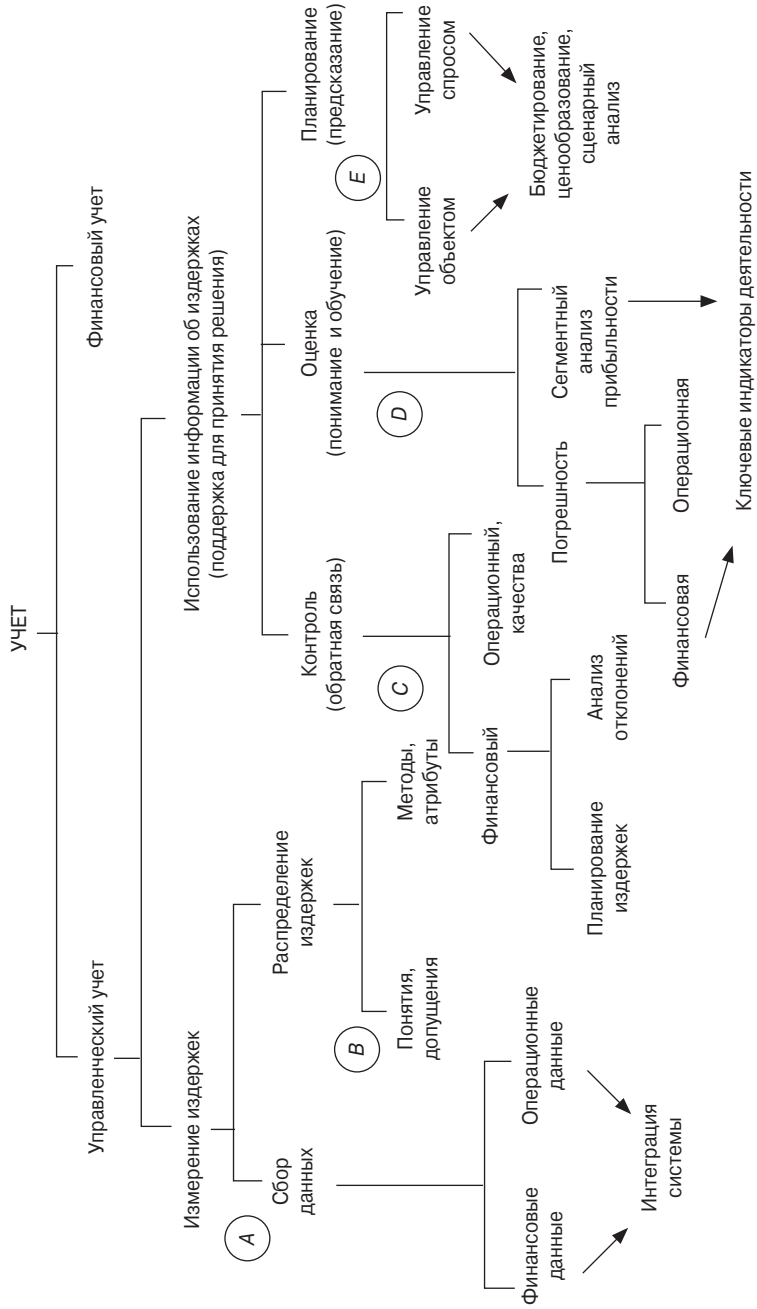 УЧЕТ
Управленческий учет
Финансовый учет
Измерение издержек
Использование информации об издержках
(поддержка для принятия решения)
A
Сбор
данных
Распределение
издержек
Контроль
(обратная связь)
Оценка
(понимание и обучение)
Планирование
(предсказание)
B
Понятия,
допущения
Методы,
атрибуты
C
D
E
Управление
объектом
Управление
спросом
Финансовые
данные
Операционные
данные
Финансовый
Операционный,
качества
Погрешность
Сегментный
анализ
прибыльности
Бюджетирование,
ценообразование,
сценарный
анализ
Планирование
издержек
Анализ
отклонений
Финансовая
Операционная
Интеграция
системы
Ключевые индикаторы деятельности